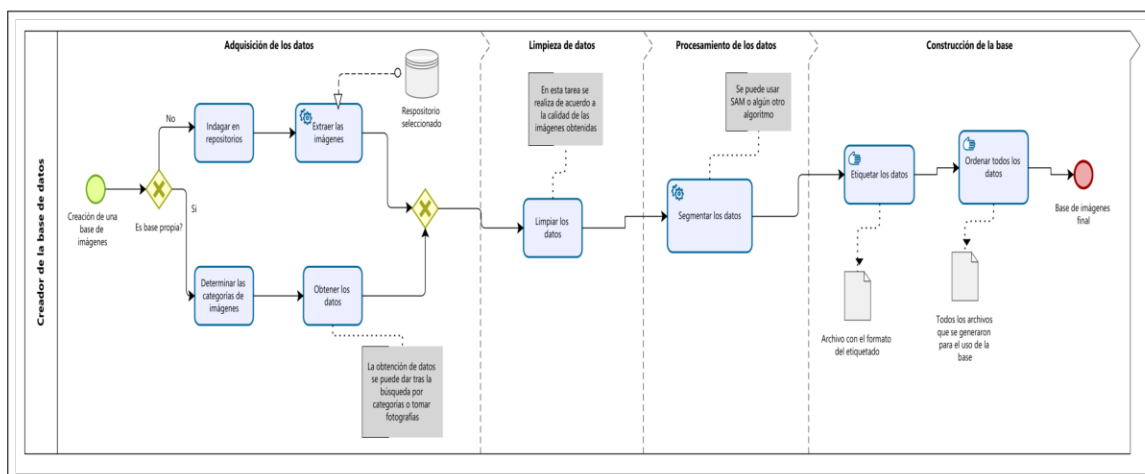 Creador de la base de datos
Adquisición de los datos
Limpieza de datos
Procesamiento de los datos
Construcción de la base
Creación de una
base de
imágenes
Es base propia?
No
Si
Indagar en
repositorios
Extraer las
imágenes
Respositorio
seleccionado
Determinar las
categorías de
imágenes
Obtener los
datos
La obtención de datos
se puede dar tras la
búsqueda por
categorías o tomar
fotografías
En esta tarea se
realiza de acuerdo a
la calidad de las
imágenes obtenidas
Limpiar los
datos
Se puede usar
SAM o algún otro
algoritmo
Segmentar los datos
Etiquetar los datos
Archivo con el formato
del etiquetado
Ordenar todos los
datos
Todos los archivos
que se generaron
para el uso de la
base
Base de imágenes
final